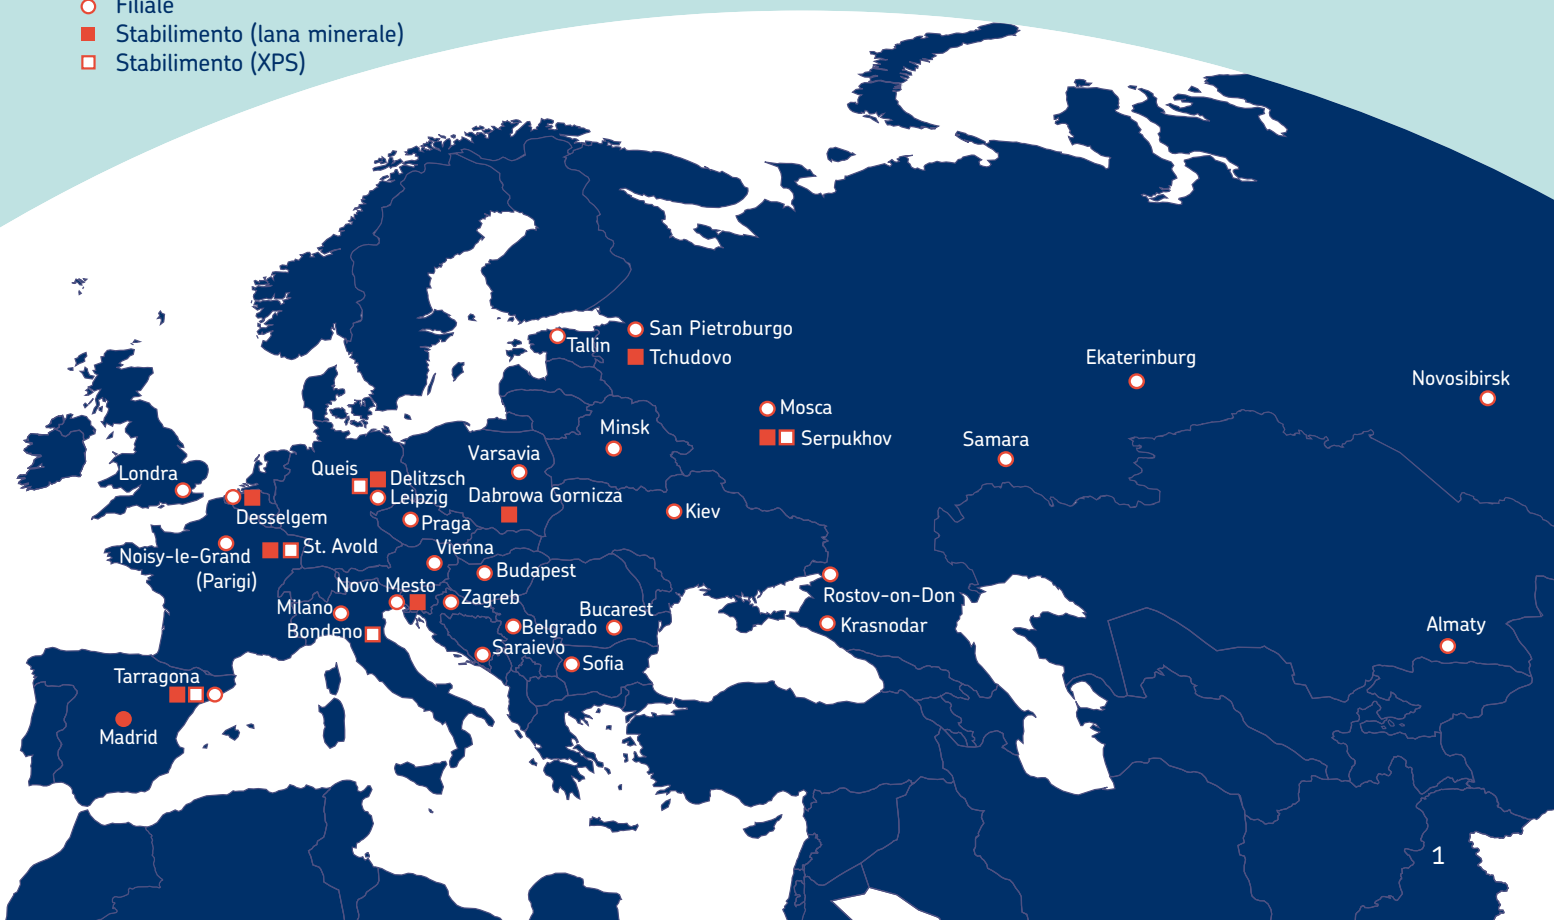 Filiale
Stabilimento (lana minerale)
Stabilimento (XPS)
San Pietroburgo
Tallin
Tchudovo
Ekaterinburg
Novosibirsk
Mosca
Minsk
Serpukhov
Samara
Varsavia
Queis
Londra
Delitzsch
Leipzig
Dabrowa Gornicza
Desselgem
Praga
Kiev
St. Avold
Vienna
Noisy-le-Grand
(Parigi)
Budapest
Novo Mesto
Zagreb
Rostov-on-Don
Milano
Bucarest
Bondeno
Belgrado
Krasnodar
Almaty
Saraievo
Sofia
Tarragona
Madrid
1